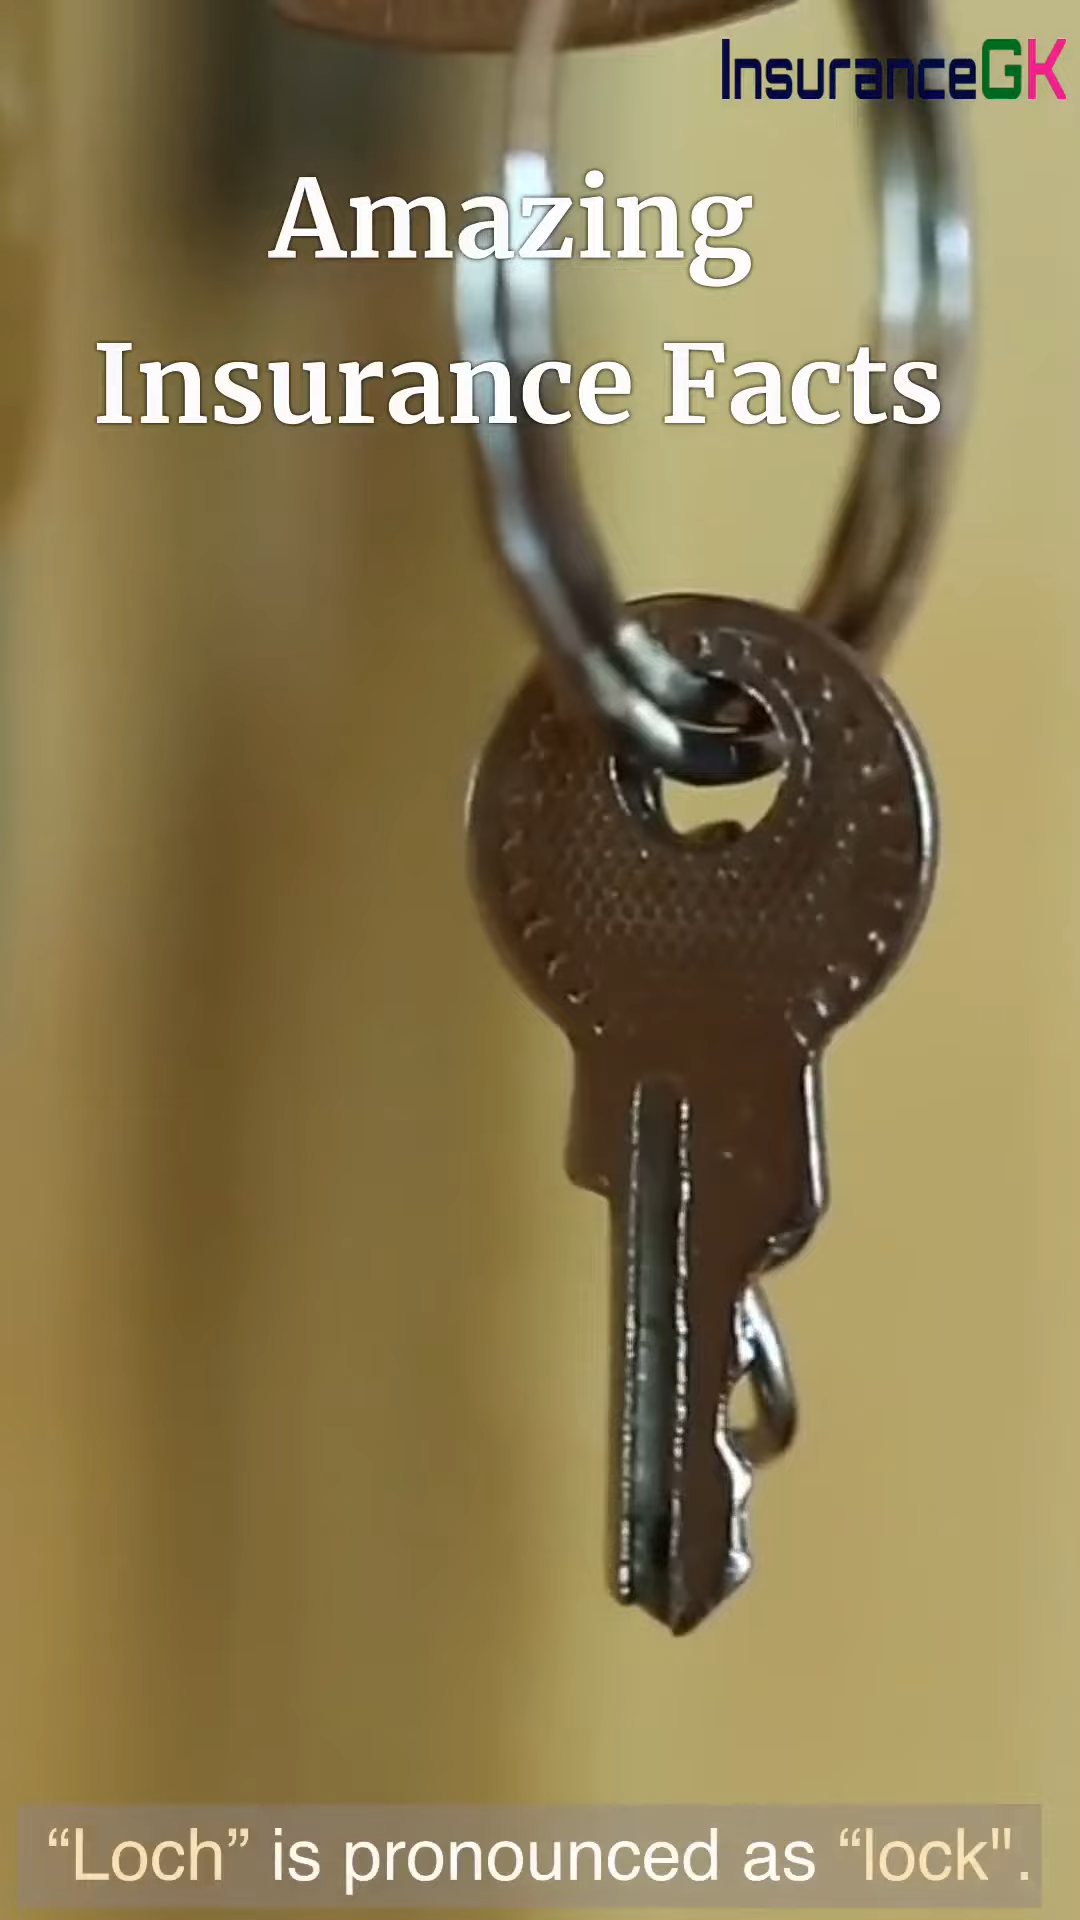 InsuranceGK
Amazing
Insurance Facts
“Loch” is pronounced as “lock".